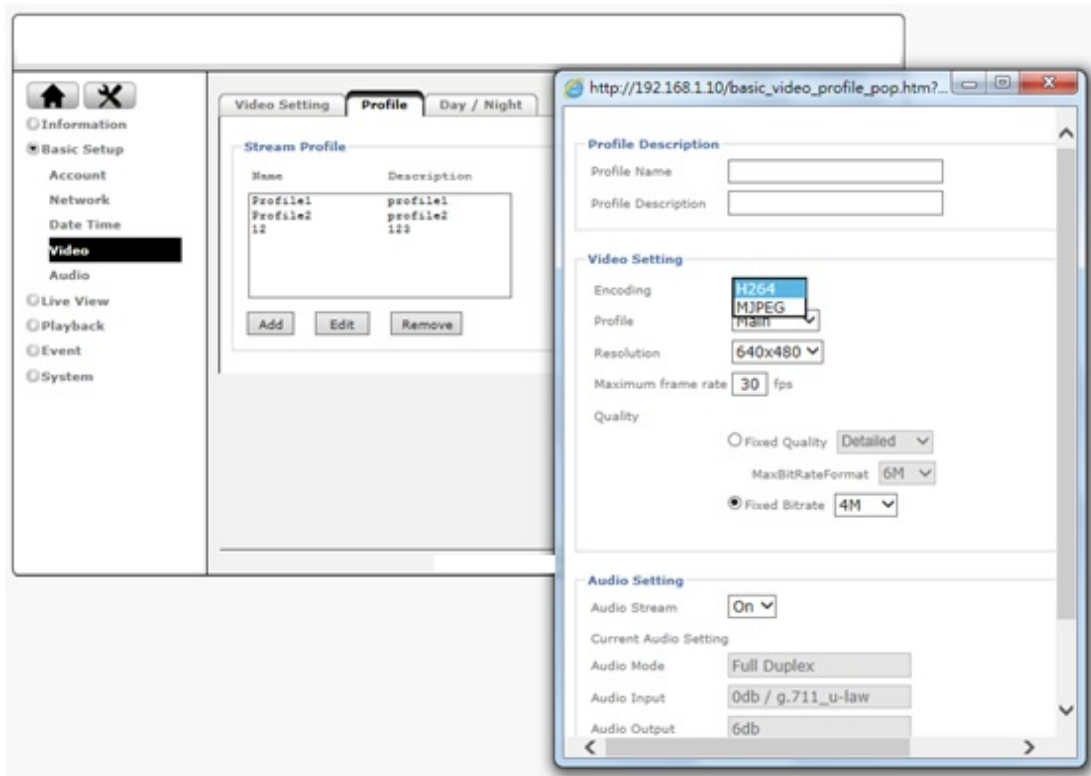 Information
Basic Setup
Account
Network
Date Time
Video
Audio
Live View
Playback
Event
System
Video Setting
Profile
Day / Night
Stream Profile
Name Description
Profile1 profile1
Profile2 profile2
12 123
Add Edit Remove
http://192.168.1.10/basic_video_profile_pop.htm?...
Profile Description
Profile Name
Profile Description
Video Setting
Encoding H264
MJPEG
Profile Main
Resolution 640x480
Maximum frame rate 30 fps
Quality
Fixed Quality Detailed
MaxBitRateFormat 6M
Fixed Bitrate 4M
Audio Setting
Audio Stream On
Current Audio Setting
Audio Mode Full Duplex
Audio Input 0db / g.711_u-law
Audio Output 6db